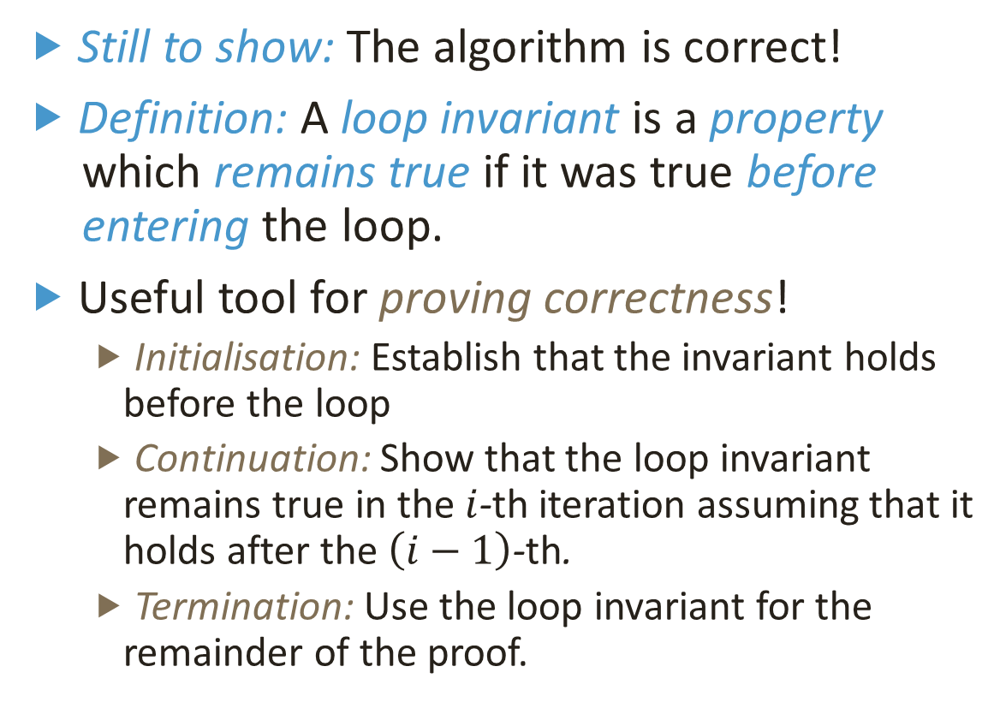 Still to show: The algorithm is correct!
Definition: A loop invariant is a property
which remains true if it was true before
entering the loop.
Useful tool for proving correctness!
Initialisation: Establish that the invariant holds
before the loop
Continuation: Show that the loop invariant
remains true in the i-th iteration assuming that it
holds after the (i − 1)-th.
Termination: Use the loop invariant for the
remainder of the proof.